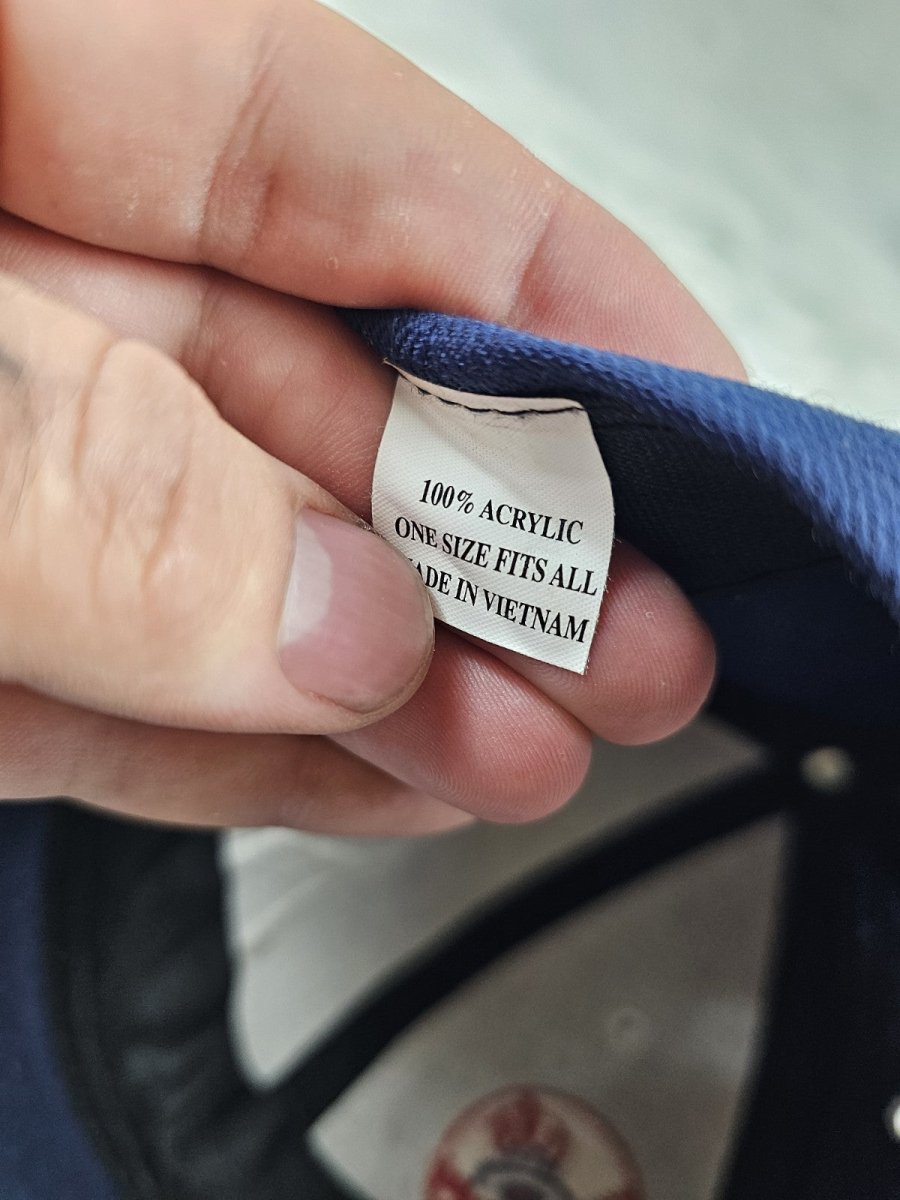 100% ACRYLIC
ONE SIZE FITS ALL
ADE IN VIETNAM